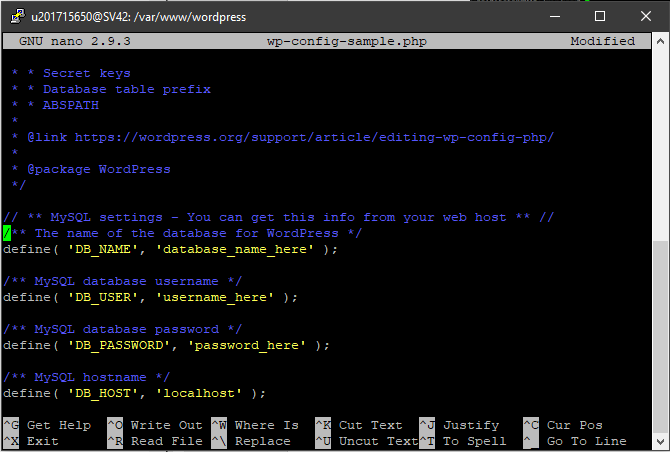 u201715650@SV42: /var/www/wordpress
GNU nano 2.9.3 wp-config-sample.php Modified
* * Secret keys
* * Database table prefix
* * ABSPATH
*
* @link https://wordpress.org/support/article/editing-wp-config-php/
*
* @package WordPress
*/
// ** MySQL settings - You can get this info from your web host ** //
/** The name of the database for WordPress */
define( 'DB_NAME', 'database_name_here' );
/** MySQL database username */
define( 'DB_USER', 'username_here' );
/** MySQL database password */
define( 'DB_PASSWORD', 'password_here' );
/** MySQL hostname */
define( 'DB_HOST', 'localhost' );
^G Get Help ^O Write Out ^W Where Is ^K Cut Text ^J Justify ^C Cur Pos
^X Exit ^R Read File ^\ Replace ^U Uncut Text ^T To Spell ^_ Go To Line